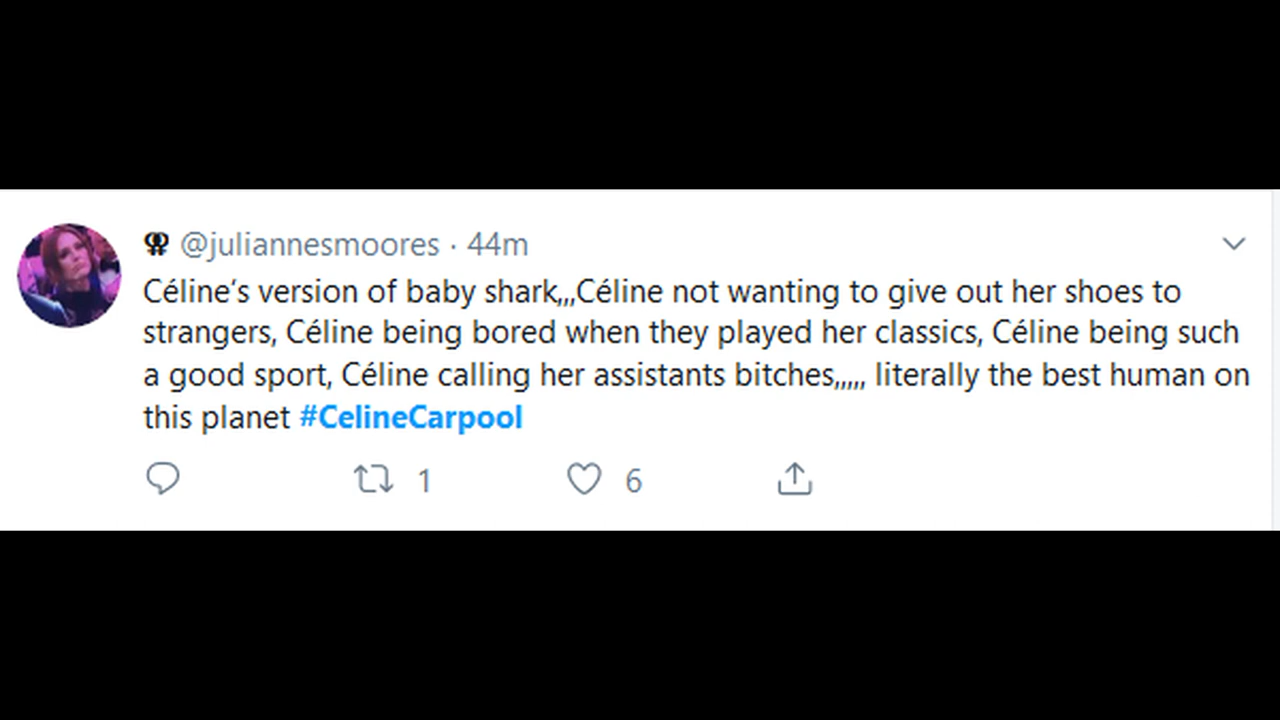 ⚢ @juliannesmoores · 44m
Céline's version of baby shark,,,Céline not wanting to give out her shoes to
strangers, Céline being bored when they played her classics, Céline being such
a good sport, Céline calling her assistants bitches,,,,, literally the best human on
this planet #CelineCarpool
1 6